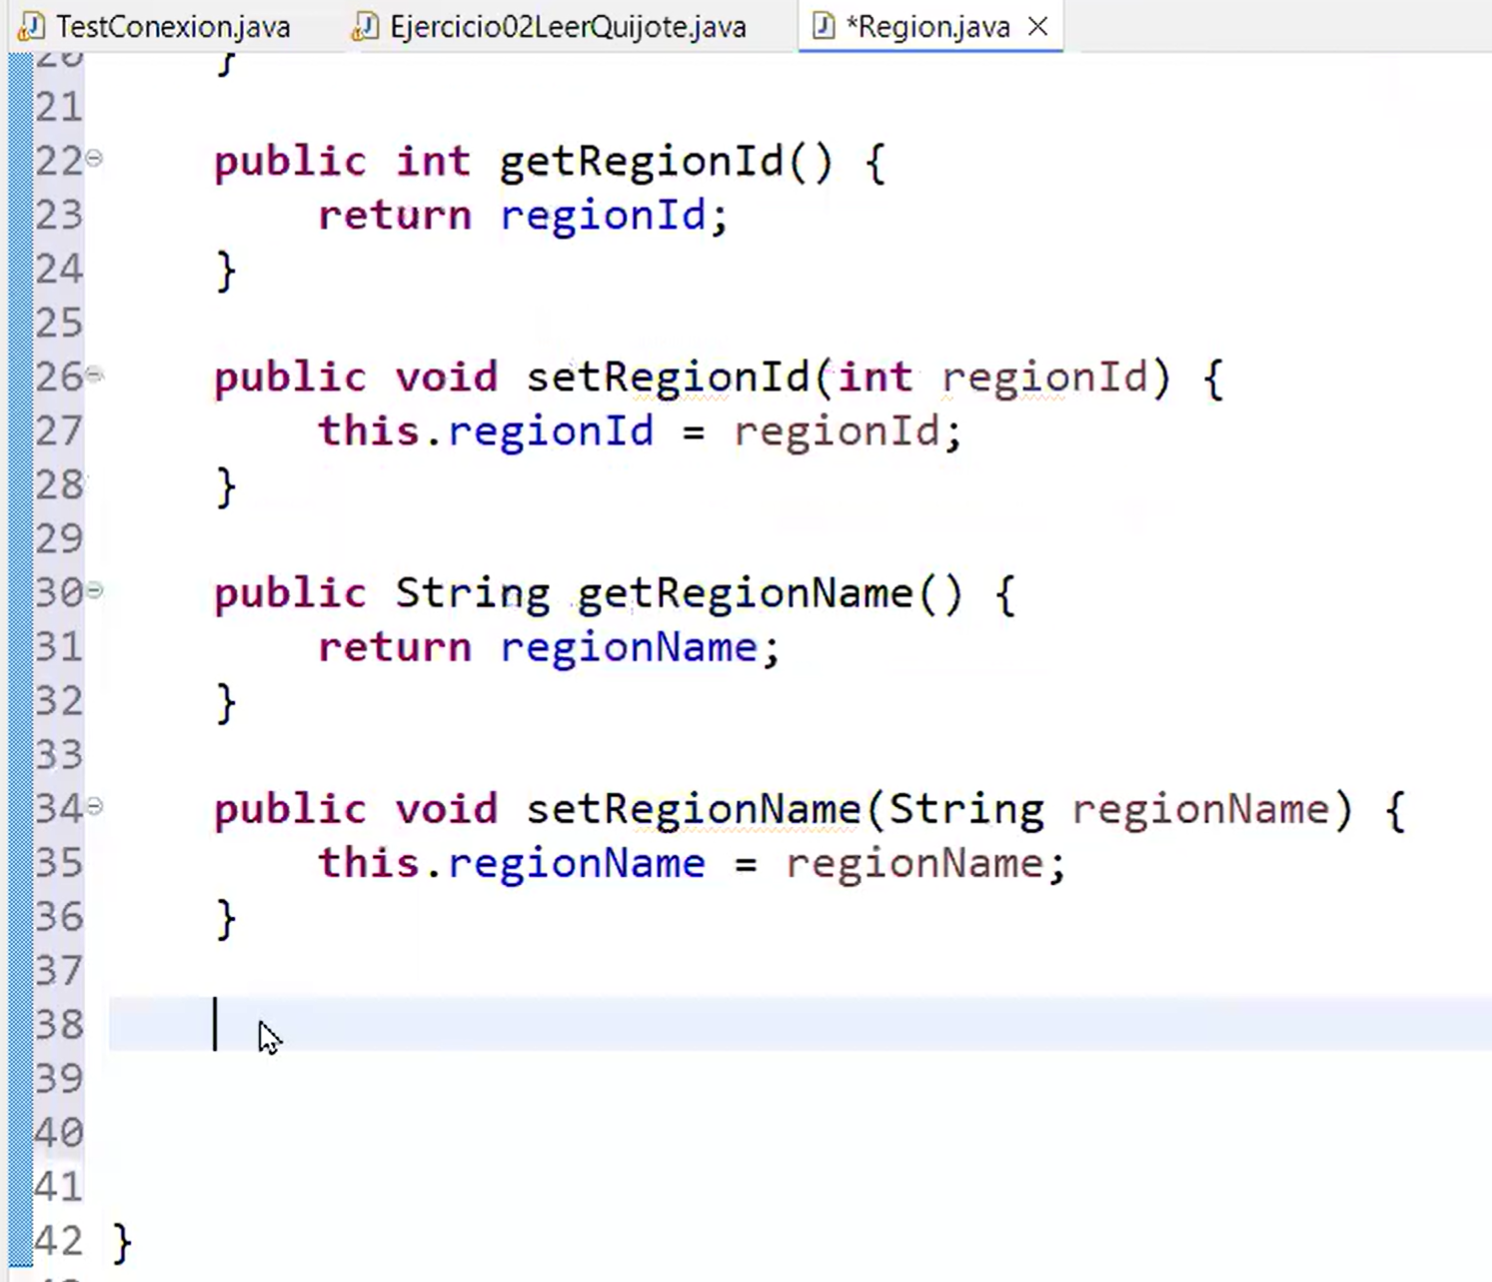 TestConexion.java Ejercicio02LeerQuijote.java *Region.java
20 }
21
22 public int getRegionId() {
23 return regionId;
24 }
25
26 public void setRegionId(int regionId) {
27 this.regionId = regionId;
28 }
29
30 public String getRegionName() {
31 return regionName;
32 }
33
34 public void setRegionName(String regionName) {
35 this.regionName = regionName;
36 }
37
38
39
40
41
42 }